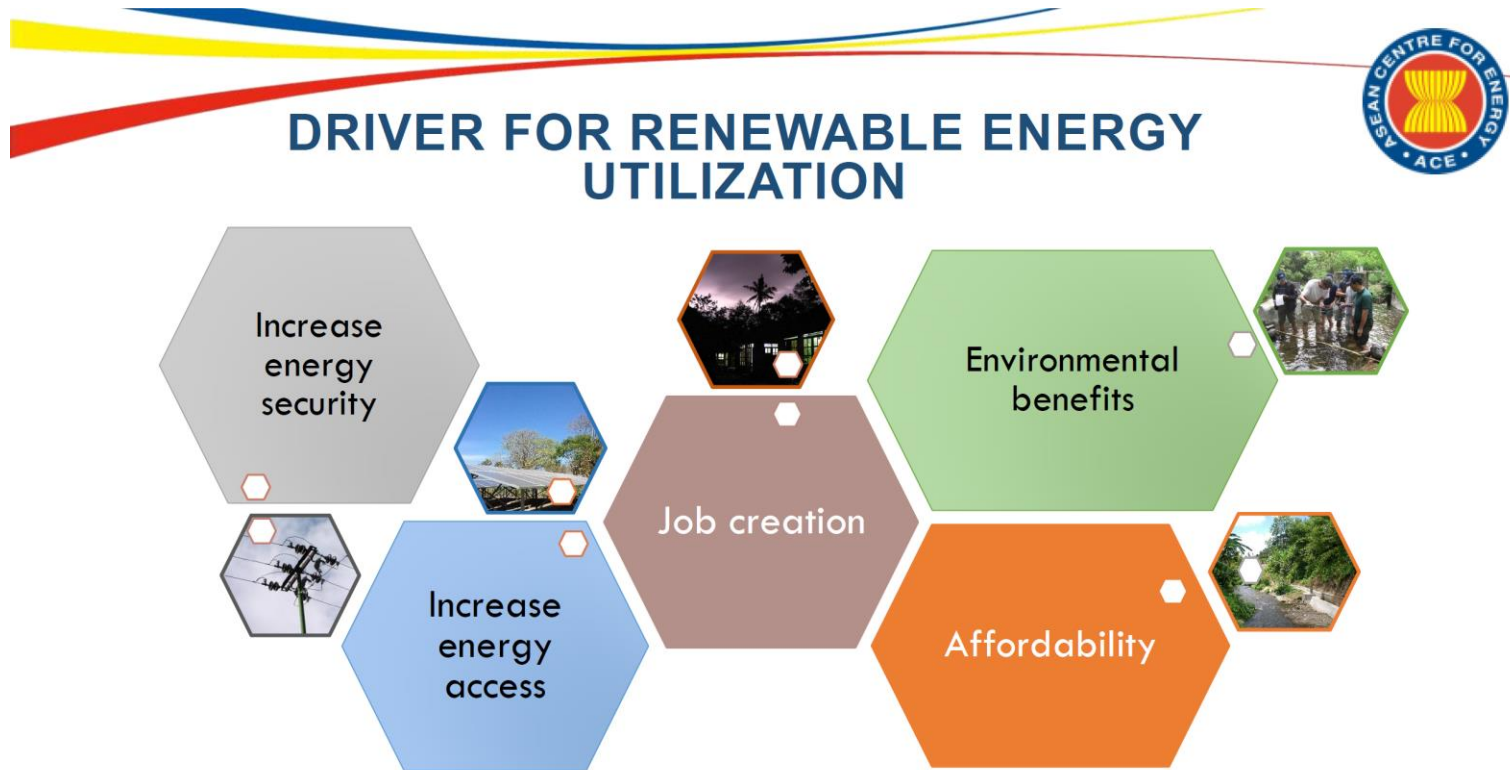 DRIVER FOR RENEWABLE ENERGY
UTILIZATION
ASEAN CENTRE FOR ENERGY
• ACE •
Increase
energy
security
Increase
energy
access
Job creation
Environmental
benefits
Affordability